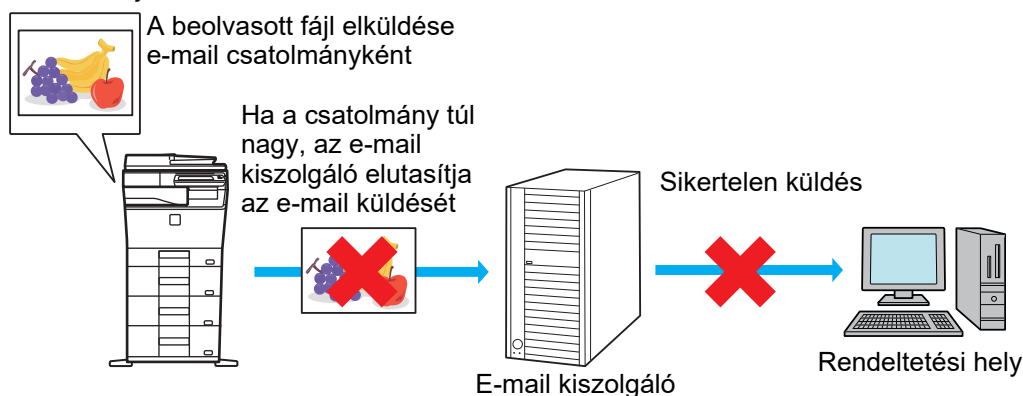 A beolvasott fájl elküldése
e-mail csatolmányként
Ha a csatolmány túl
nagy, az e-mail
kiszolgáló elutasítja
az e-mail küldését
Sikertelen küldés
E-mail kiszolgáló
Rendeltetési hely